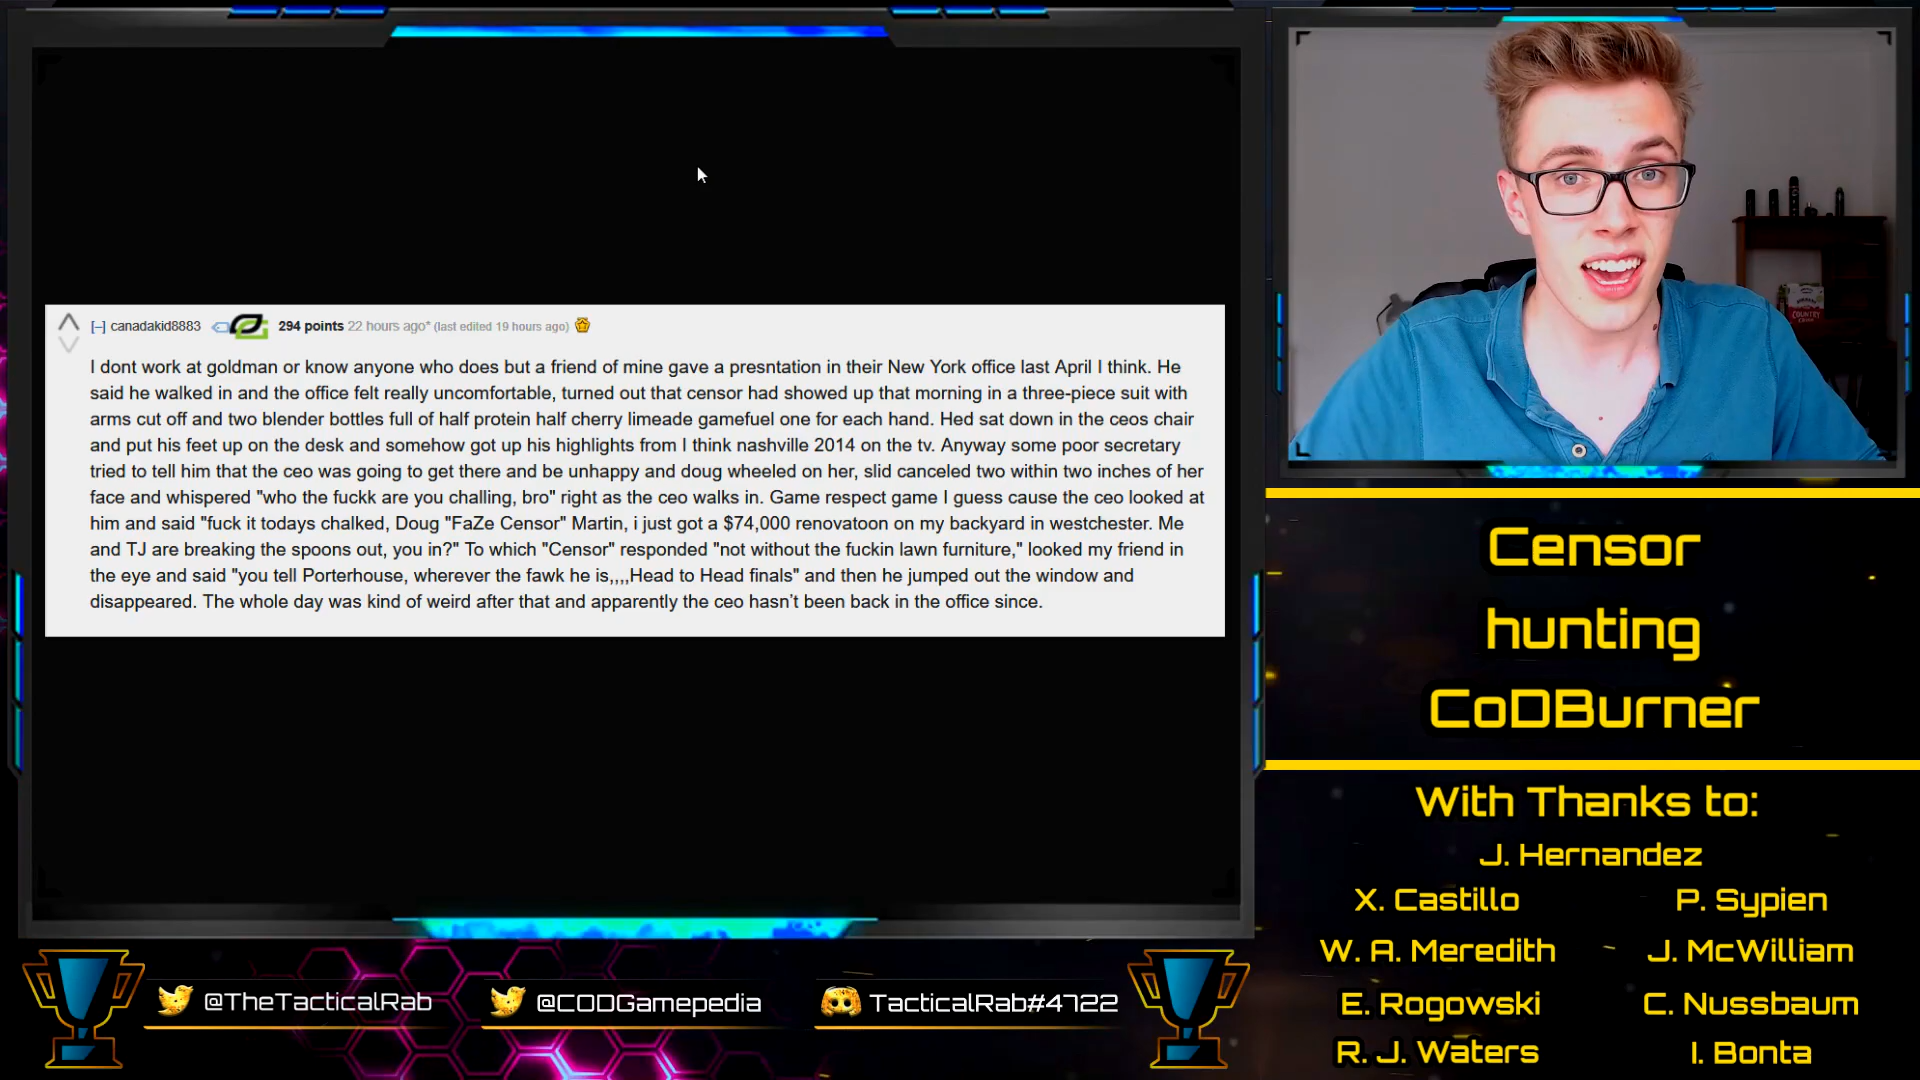 [–] canadakid8883 294 points 22 hours ago* (last edited 19 hours ago)
I dont work at goldman or know anyone who does but a friend of mine gave a presntation in their New York office last April I think. He
said he walked in and the office felt really uncomfortable, turned out that censor had showed up that morning in a three-piece suit with
arms cut off and two blender bottles full of half protein half cherry limeade gamefuel one for each hand. Hed sat down in the ceos chair
and put his feet up on the desk and somehow got up his highlights from I think nashville 2014 on the tv. Anyway some poor secretary
tried to tell him that the ceo was going to get there and be unhappy and doug wheeled on her, slid canceled two within two inches of her
face and whispered "who the fuckk are you challing, bro" right as the ceo walks in. Game respect game I guess cause the ceo looked at
him and said "fuck it todays chalked, Doug "FaZe Censor" Martin, i just got a $74,000 renovatoon on my backyard in westchester. Me
and TJ are breaking the spoons out, you in?" To which "Censor" responded "not without the fuckin lawn furniture," looked my friend in
the eye and said "you tell Porterhouse, wherever the fawk he is,,,,Head to Head finals" and then he jumped out the window and
disappeared. The whole day was kind of weird after that and apparently the ceo hasn't been back in the office since.
Censor
hunting
CoDBurner
With Thanks to:
J. Hernandez
X. Castillo P. Sypien
W. A. Meredith J. McWilliam
E. Rogowski C. Nussbaum
R. J. Waters I. Bonta
@TheTacticalRab @CODGamepedia TacticalRab#4722